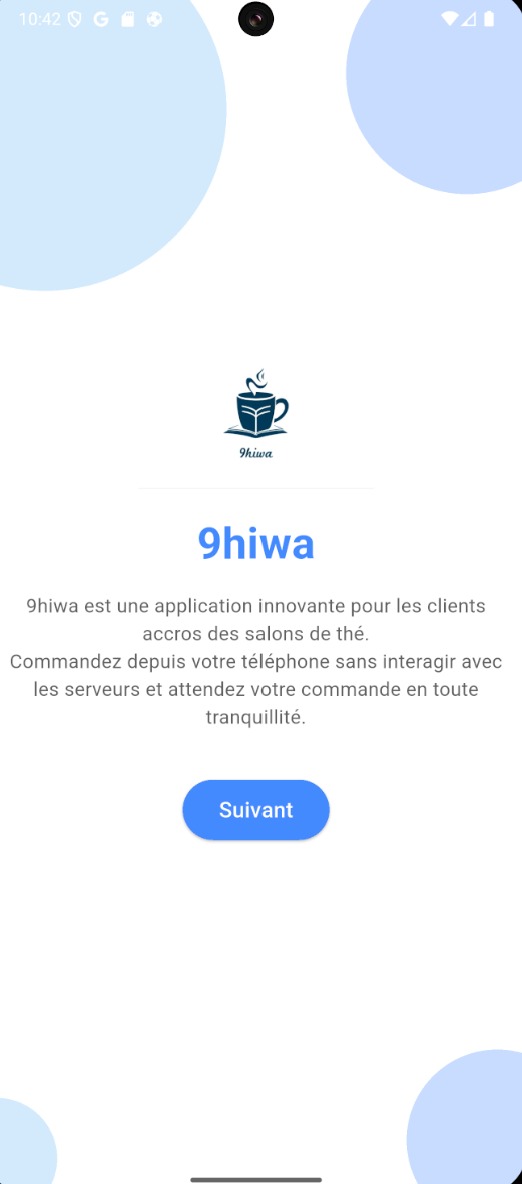 10:42
9hiwa
9hiwa
9hiwa est une application innovante pour les clients
accros des salons de thé.
Commandez depuis votre téléphone sans interagir avec
les serveurs et attendez votre commande en toute
tranquillité.
Suivant